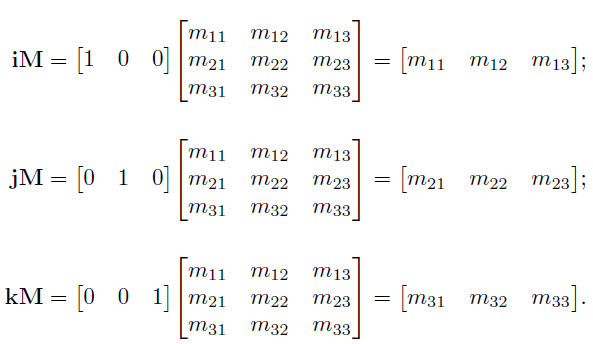 iM = [1 0 0] [m₁₁ m₁₂ m₁₃
m₂₁ m₂₂ m₂₃
m₃₁ m₃₂ m₃₃] = [m₁₁ m₁₂ m₁₃];
jM = [0 1 0] [m₁₁ m₁₂ m₁₃
m₂₁ m₂₂ m₂₃
m₃₁ m₃₂ m₃₃] = [m₂₁ m₂₂ m₂₃];
kM = [0 0 1] [m₁₁ m₁₂ m₁₃
m₂₁ m₂₂ m₂₃
m₃₁ m₃₂ m₃₃] = [m₃₁ m₃₂ m₃₃].